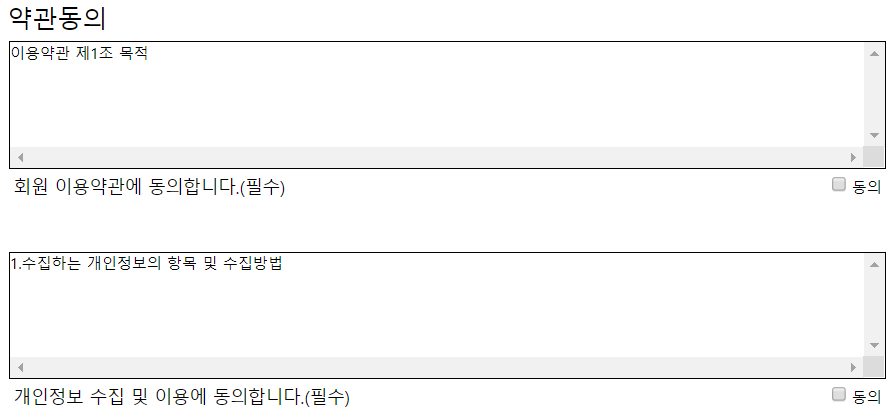 약관동의
이용약관 제1조 목적
회원 이용약관에 동의합니다.(필수) 동의
1.수집하는 개인정보의 항목 및 수집방법
개인정보 수집 및 이용에 동의합니다.(필수) 동의